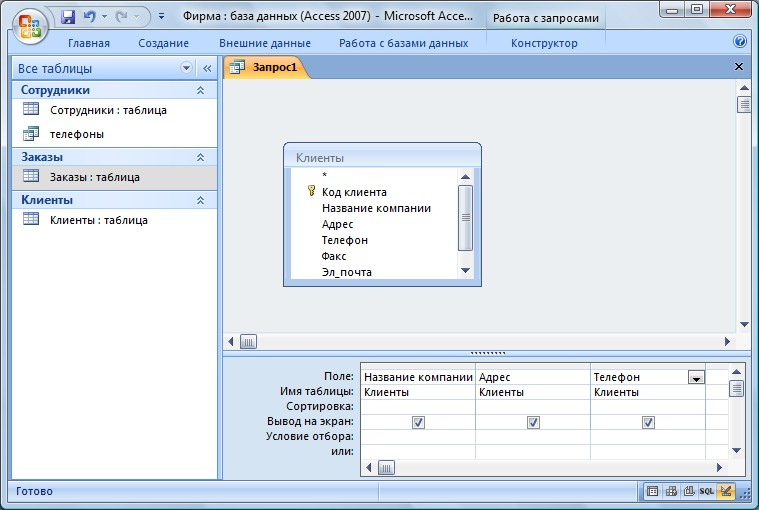 Фирма : база данных (Access 2007) - Microsoft Acce...
Работа с запросами
Главная Создание Внешние данные Работа с базами данных Конструктор
Все таблицы
Сотрудники
Сотрудники : таблица
телефоны
Заказы
Заказы : таблица
Клиенты
Клиенты : таблица
Запрос1
Клиенты
*
Код клиента
Название компании
Адрес
Телефон
Факс
Эл_почта
Поле: Название компании Адрес Телефон
Имя таблицы: Клиенты Клиенты Клиенты
Сортировка:
Вывод на экран:
Условие отбора:
или:
Готово
SQL